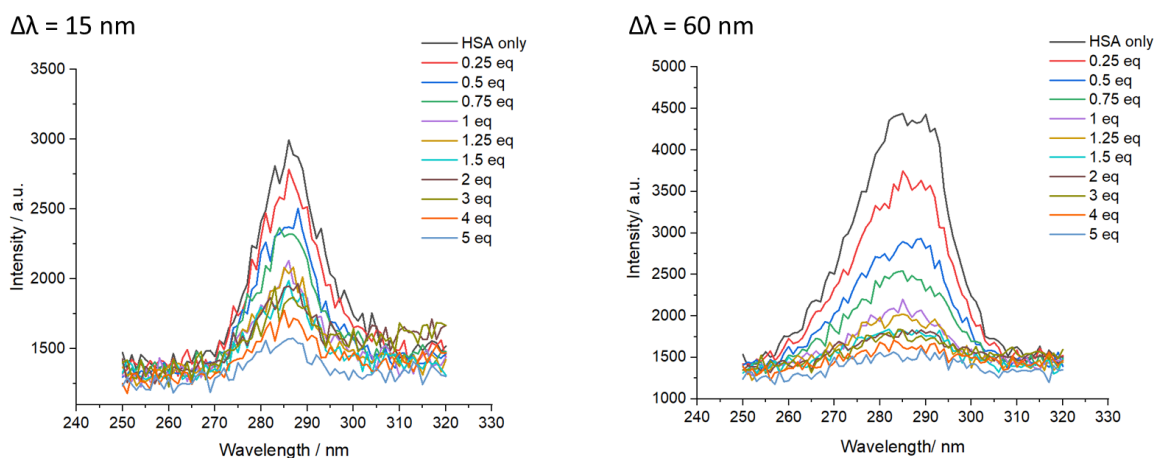 Δλ = 15 nm
HSA only
0.25 eq
0.5 eq
0.75 eq
1 eq
1.25 eq
1.5 eq
2 eq
3 eq
4 eq
5 eq
3500
3000
2500
2000
1500
Intensity / a.u.
240 250 260 270 280 290 300 310 320 330
Wavelength / nm
Δλ = 60 nm
HSA only
0.25 eq
0.5 eq
0.75 eq
1 eq
1.25 eq
1.5 eq
2 eq
3 eq
4 eq
5 eq
5000
4500
4000
3500
3000
2500
2000
1500
1000
Intensity/ a.u.
240 250 260 270 280 290 300 310 320 330
Wavelength/ nm